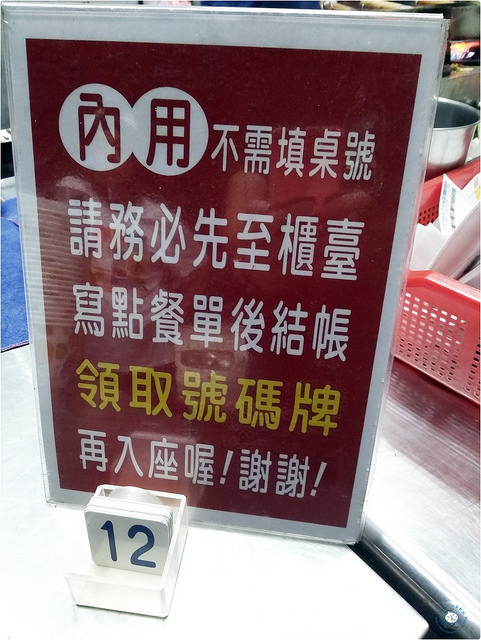 內用不需填桌號
請務必先至櫃臺
寫點餐單後結帳
領取號碼牌
再入座喔!謝謝!
12